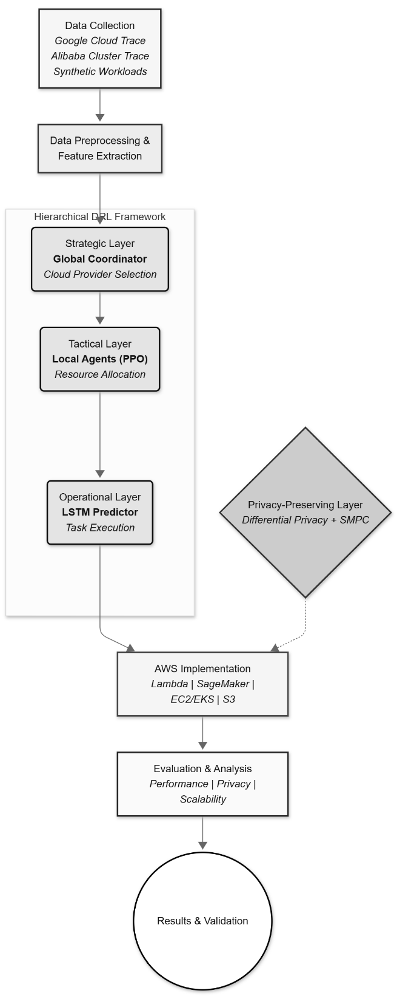 Data Collection
Google Cloud Trace
Alibaba Cluster Trace
Synthetic Workloads
Data Preprocessing &
Feature Extraction
Hierarchical DRL Framework
Strategic Layer
Global Coordinator
Cloud Provider Selection
Tactical Layer
Local Agents (PPO)
Resource Allocation
Operational Layer
LSTM Predictor
Task Execution
Privacy-Preserving Layer
Differential Privacy + SMPC
AWS Implementation
Lambda | SageMaker |
EC2/EKS | S3
Evaluation & Analysis
Performance | Privacy |
Scalability
Results & Validation